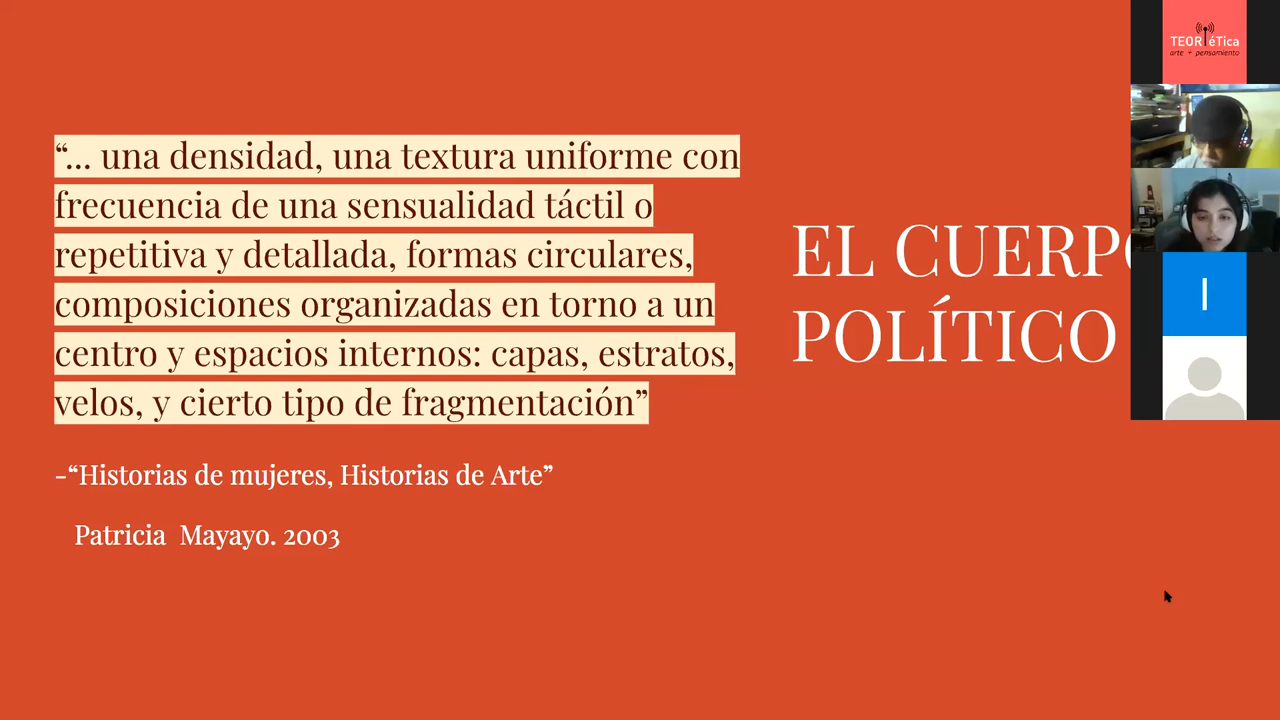 “... una densidad, una textura uniforme con
frecuencia de una sensualidad táctil o
repetitiva y detallada, formas circulares,
composiciones organizadas en torno a un
centro y espacios internos: capas, estratos,
velos, y cierto tipo de fragmentación”
-“Historias de mujeres, Historias de Arte”
Patricia Mayayo. 2003
EL CUERPO
POLÍTICO
TEORéTica
arte + pensamiento
I